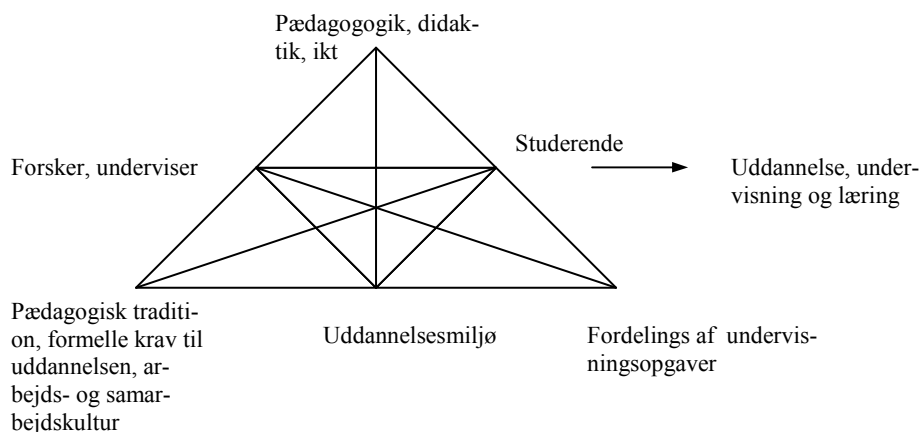 Pædagogogik, didak-
tik, ikt
Studerende
Forsker, underviser
Uddannelse, under-
visning og læring
Pædagogisk traditi-
on, formelle krav til
uddannelsen, ar-
bejds- og samar-
bejdskultur
Uddannelsesmiljø
Fordelings af undervis-
ningsopgaver